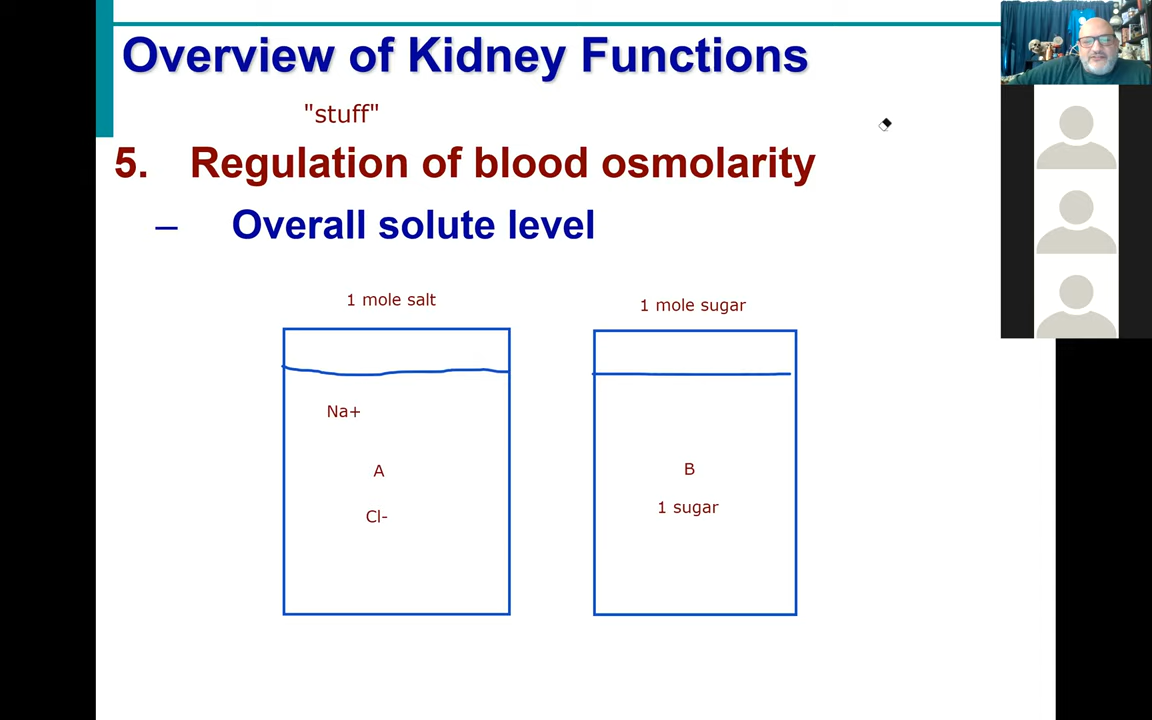 Overview of Kidney Functions
"stuff"
5. Regulation of blood osmolarity
– Overall solute level
1 mole salt
1 mole sugar
Na+
A
B
1 sugar
Cl-